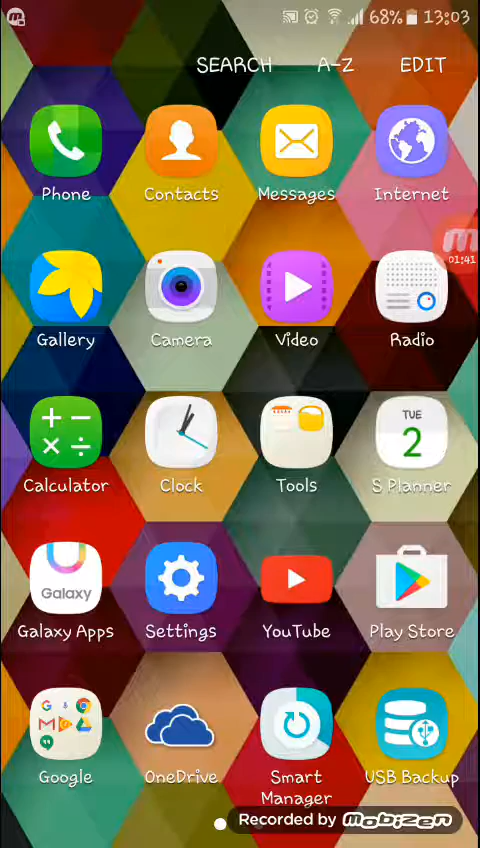 68% 13:03
SEARCH A-Z EDIT
Phone Contacts Messages Internet
01:41
Gallery Camera Video Radio
TUE
2
Calculator Clock Tools S Planner
Galaxy
Galaxy Apps Settings YouTube Play Store
Google OneDrive Smart Manager USB Backup
Recorded by mobizen